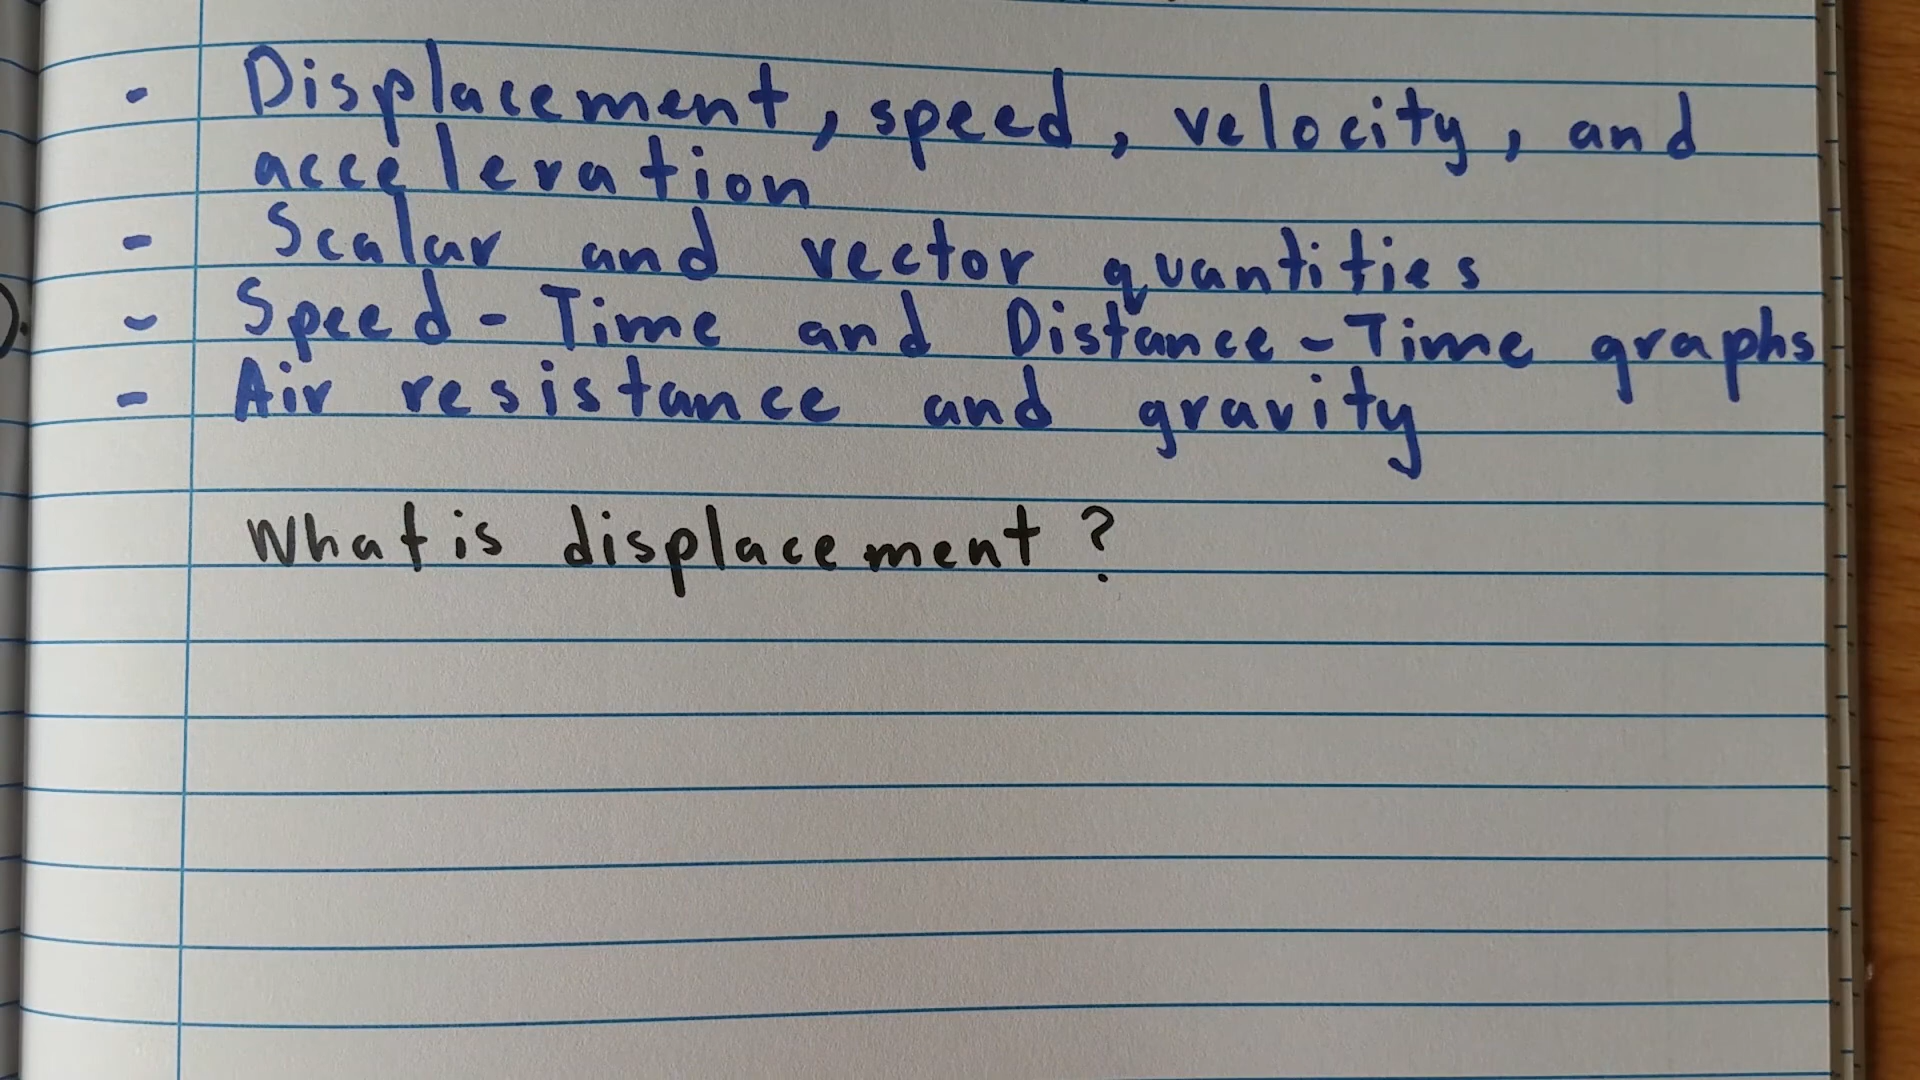 - Displacement, speed, velocity, and
acceleration
- Scalar and vector quantities
- Speed-Time and Distance-Time graphs
- Air resistance and gravity
What is displacement?